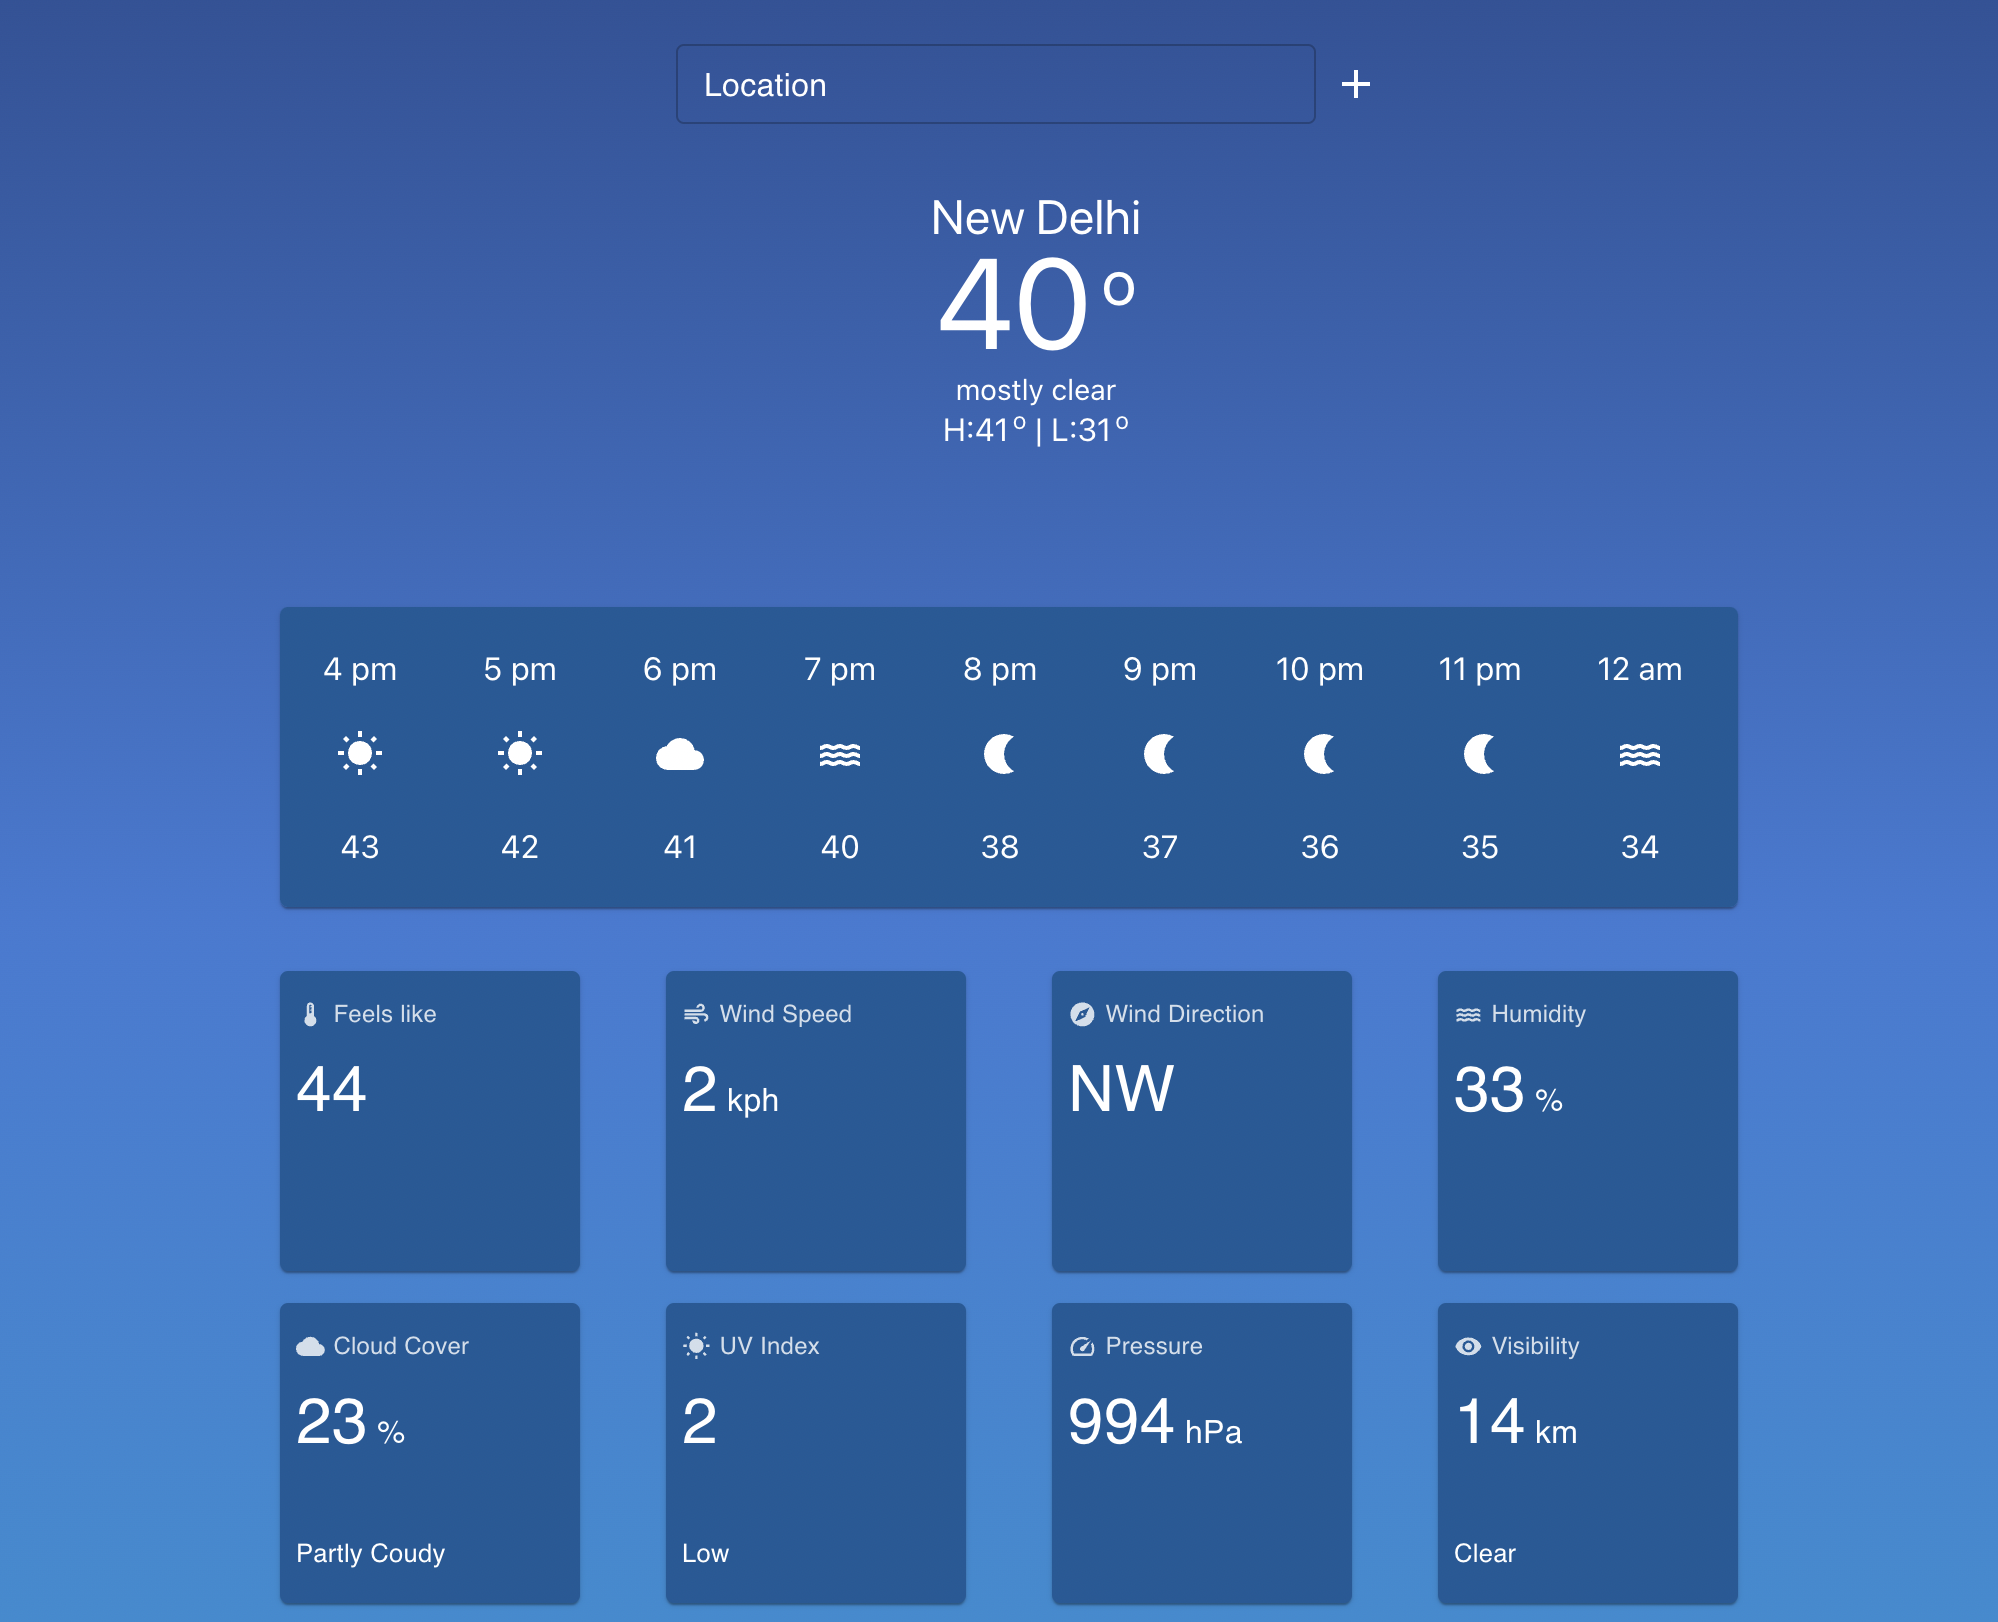 Location
New Delhi
40º
mostly clear
H:41º | L:31º
4 pm 5 pm 6 pm 7 pm 8 pm 9 pm 10 pm 11 pm 12 am
43 42 41 40 38 37 36 35 34
Feels like
44
Wind Speed
2 kph
Wind Direction
NW
Humidity
33 %
Cloud Cover
23 %
Partly Coudy
UV Index
2
Low
Pressure
994 hPa
Visibility
14 km
Clear